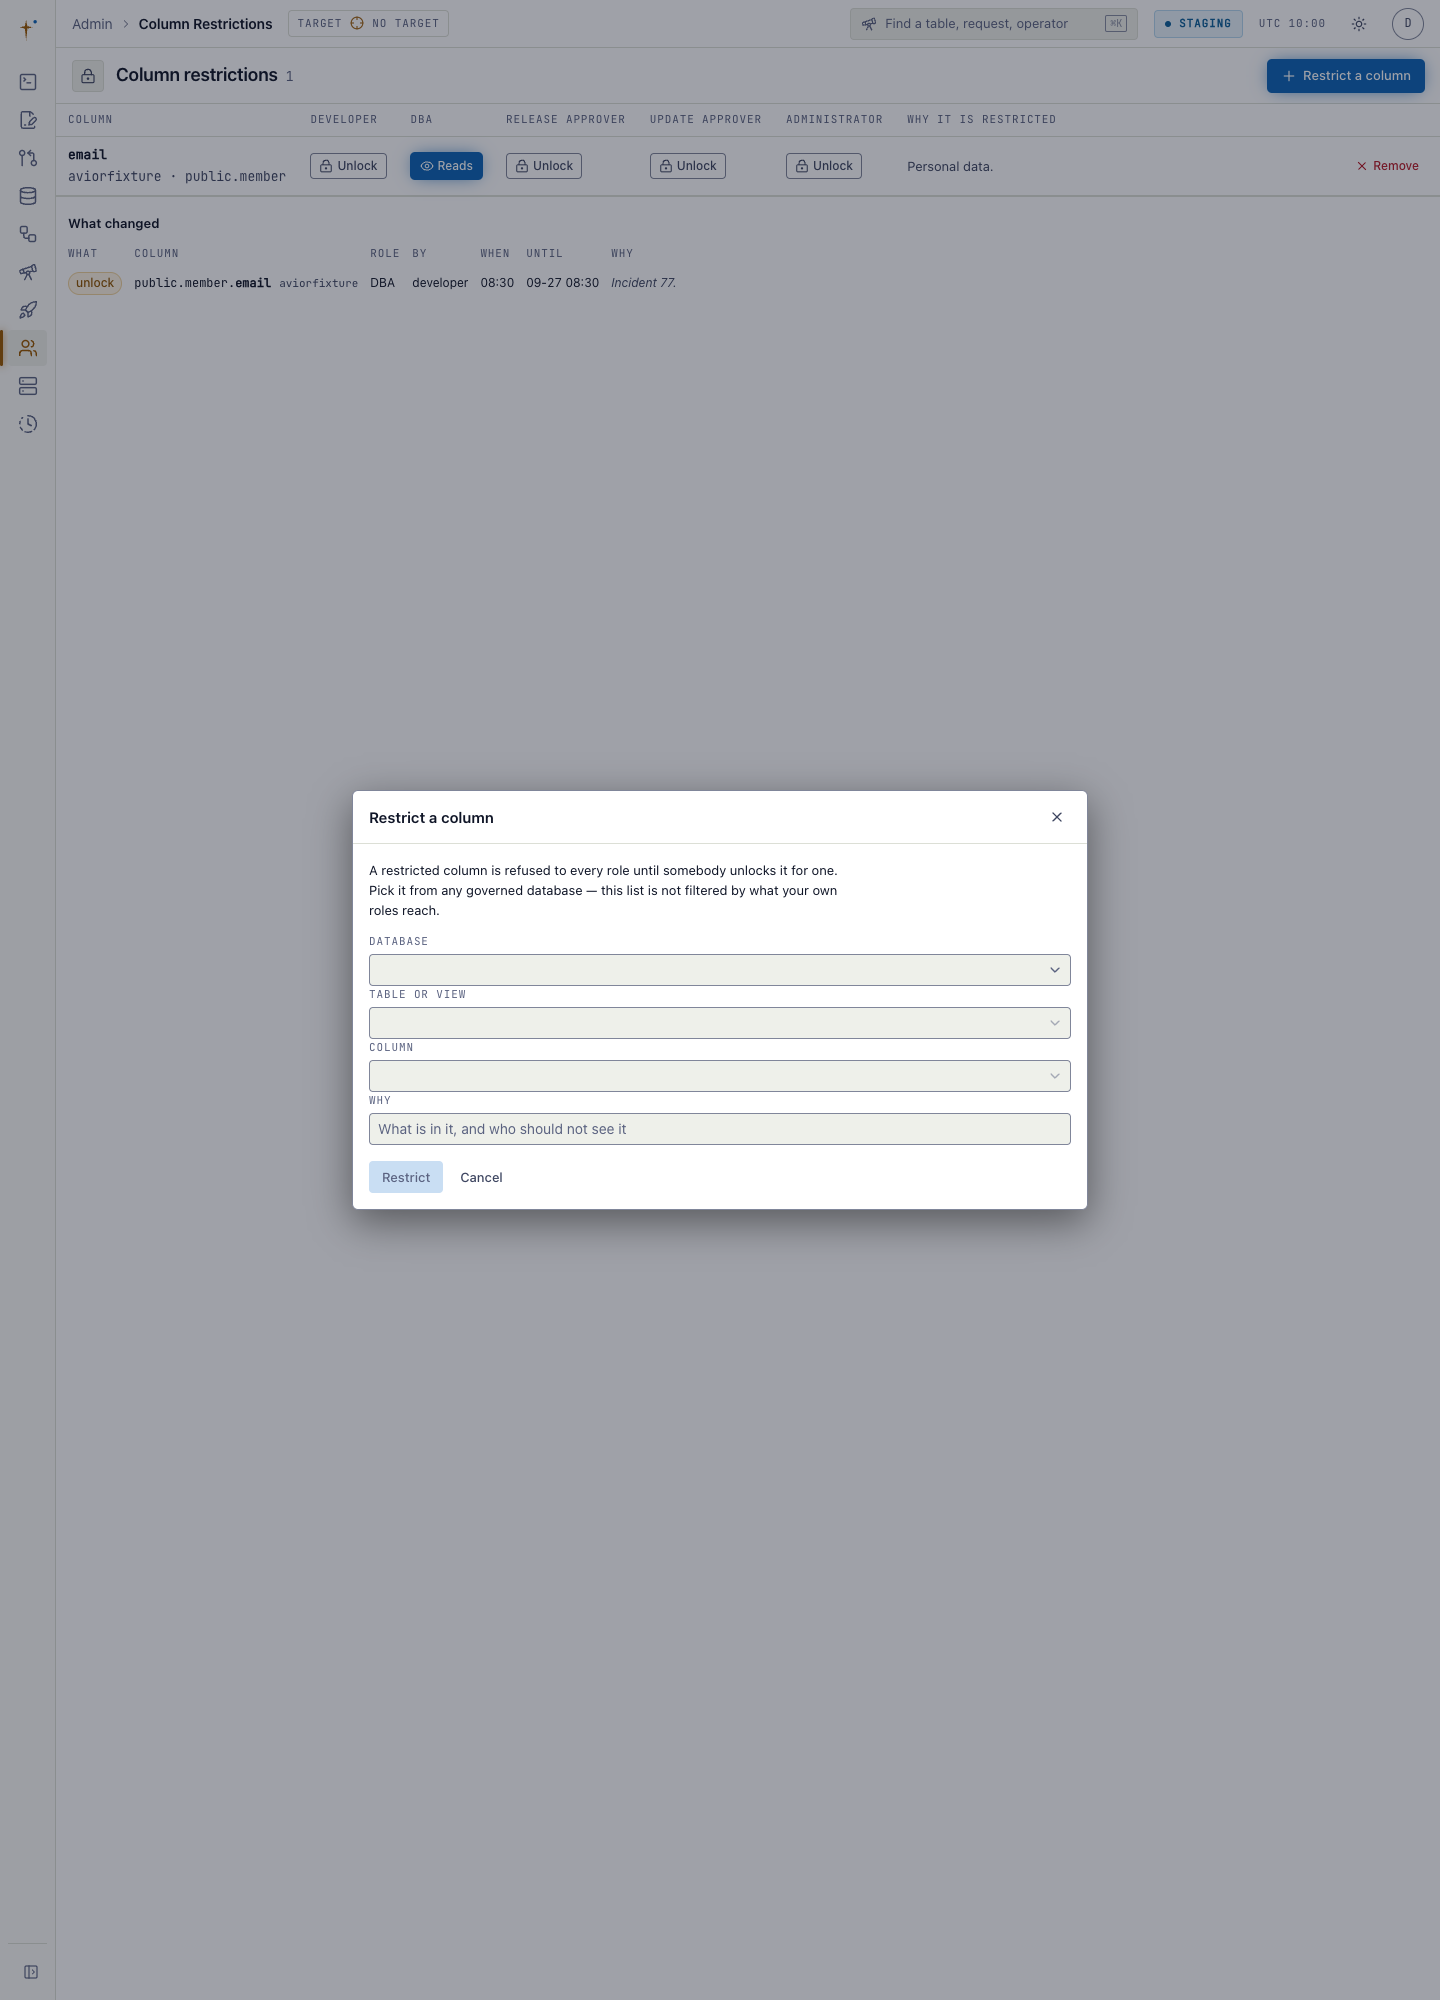 Admin > Column Restrictions TARGET NO TARGET Find a table, request, operator ⌘K STAGING UTC 10:00 D
Column restrictions 1 Restrict a column
COLUMN DEVELOPER DBA RELEASE APPROVER UPDATE APPROVER ADMINISTRATOR WHY IT IS RESTRICTED
email
aviorfixture · public.member Unlock Reads Unlock Unlock Unlock Personal data. Remove
What changed
WHAT COLUMN ROLE BY WHEN UNTIL WHY
unlock public.member.email aviorfixture DBA developer 08:30 09-27 08:30 Incident 77.
Restrict a column
A restricted column is refused to every role until somebody unlocks it for one.
Pick it from any governed database — this list is not filtered by what your own
roles reach.
DATABASE
TABLE OR VIEW
COLUMN
WHY
What is in it, and who should not see it
Restrict Cancel